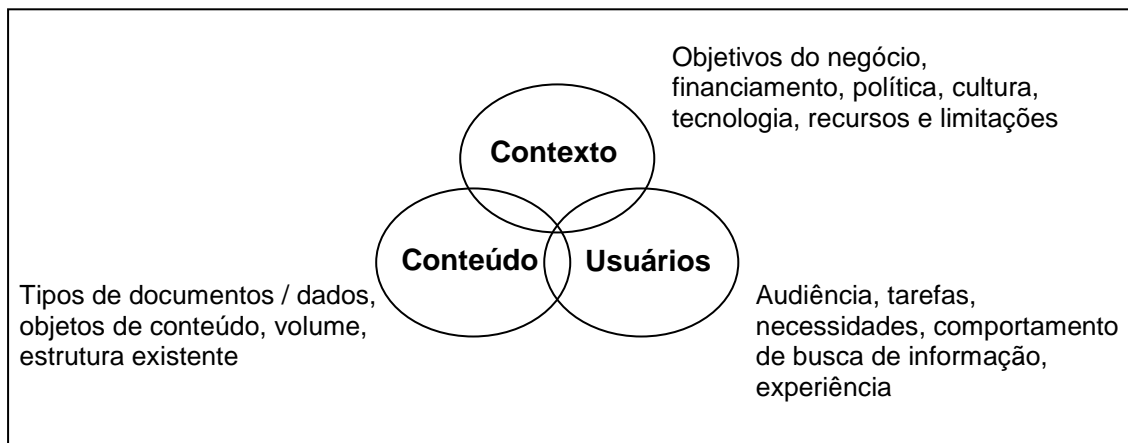 Objetivos do negócio,
financiamento, política, cultura,
tecnologia, recursos e limitações
Contexto
Conteúdo
Usuários
Tipos de documentos / dados,
objetos de conteúdo, volume,
estrutura existente
Audiência, tarefas,
necessidades, comportamento
de busca de informação,
experiência